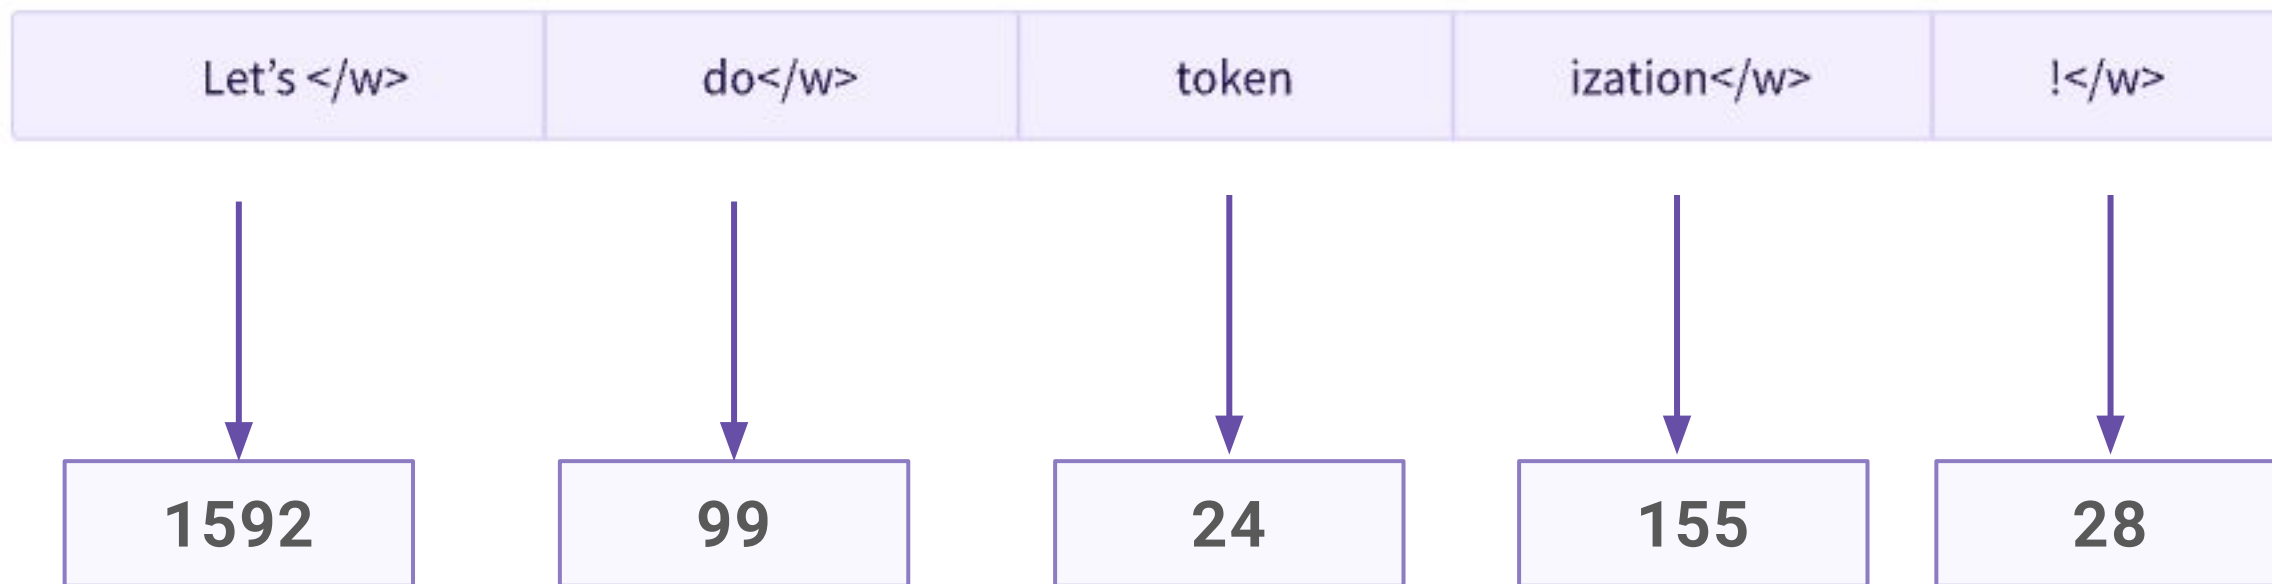 Let’s </w> do</w> token ization</w> !</w>
1592 99 24 155 28